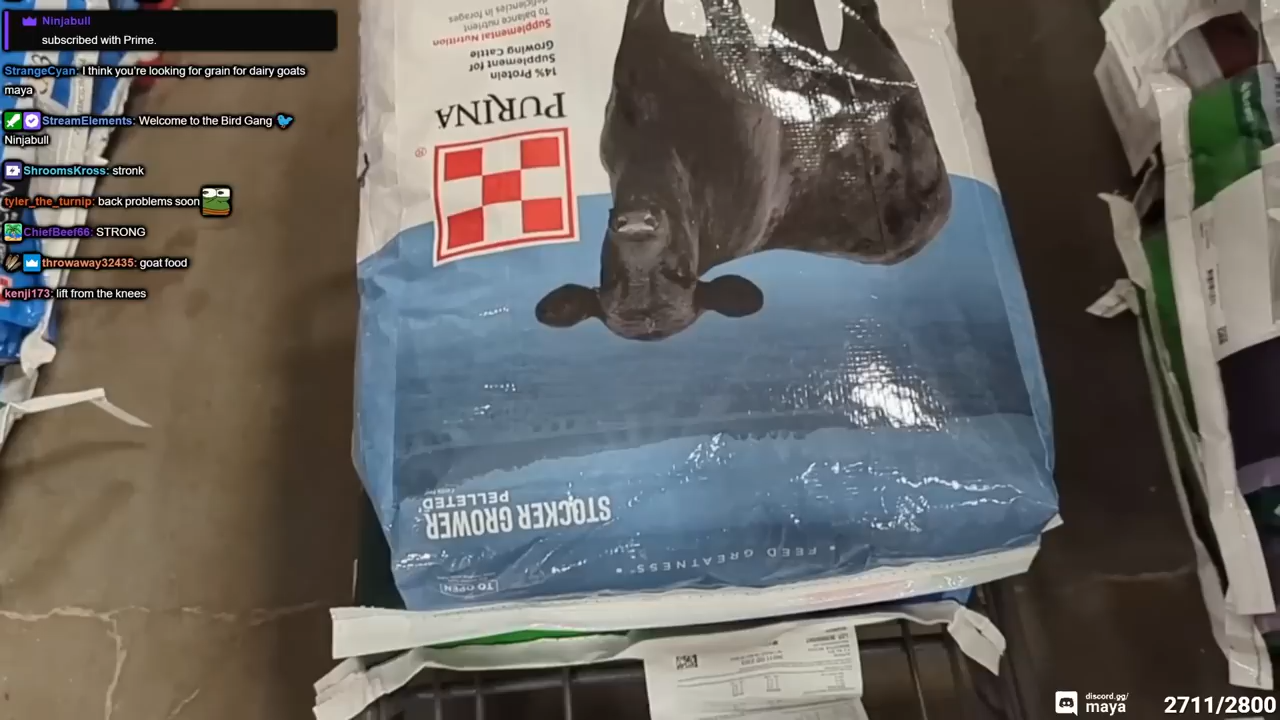 Ninjabull
subscribed with Prime.
StrangeCyan: I think you're looking for grain for dairy goats
maya
StreamElements: Welcome to the Bird Gang
Ninjabull
ShroomsKross: stronk
tyler_the_turnip: back problems soon
ChiefBeef66: STRONG
throwaway32435: goat food
kenji173: lift from the knees
PURINA
®
14% Protein
Supplement for
Growing Cattle
Supplemental Nutrition
To balance nutrient
deficiencies in forages
• FEED GREATNESS •
STOCKER GROWER
PELLETED
TO OPEN
discord.gg/
maya
2711/2800